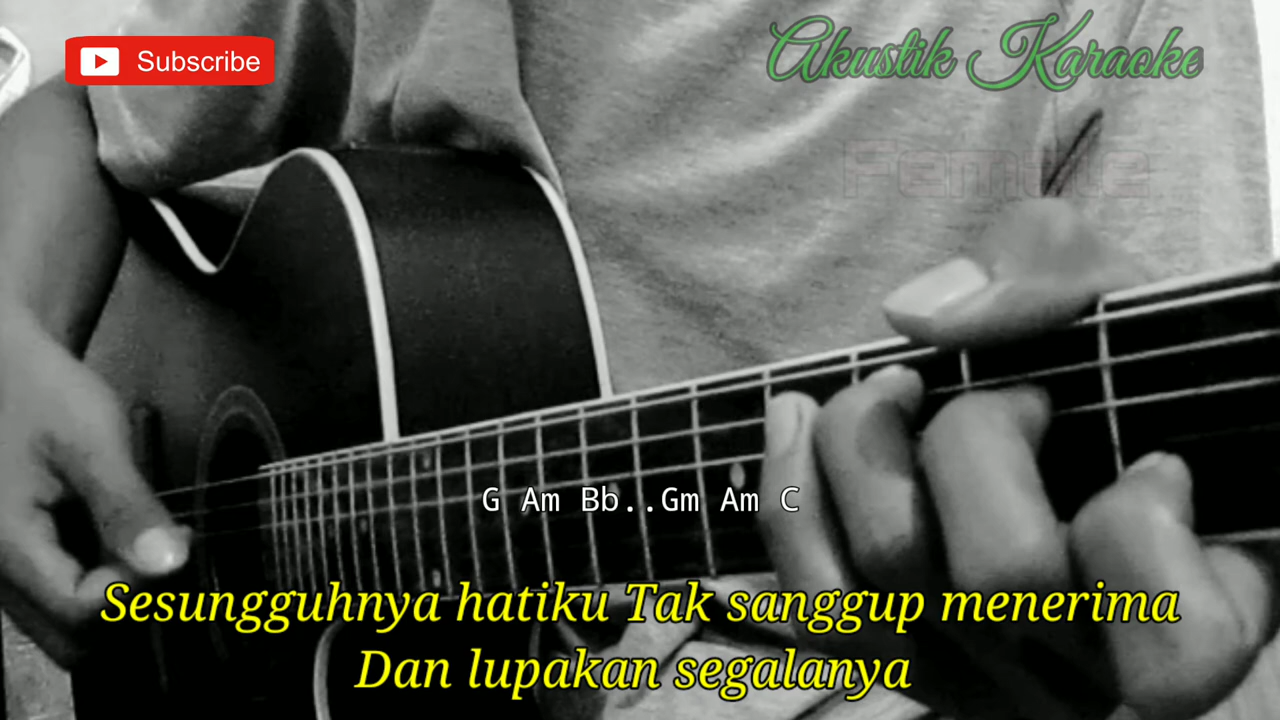 Subscribe
Akustik Karaoke
Female
G Am Bb..Gm Am C
Sesungguhnya hatiku Tak sanggup menerima
Dan lupakan segalanya